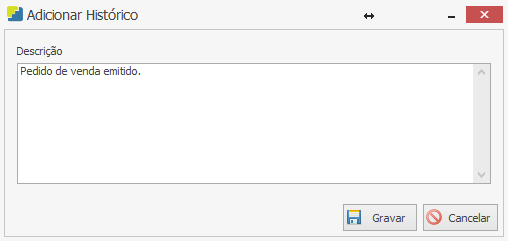 Adicionar Histórico
Descrição
Pedido de venda emitido.
Gravar
Cancelar